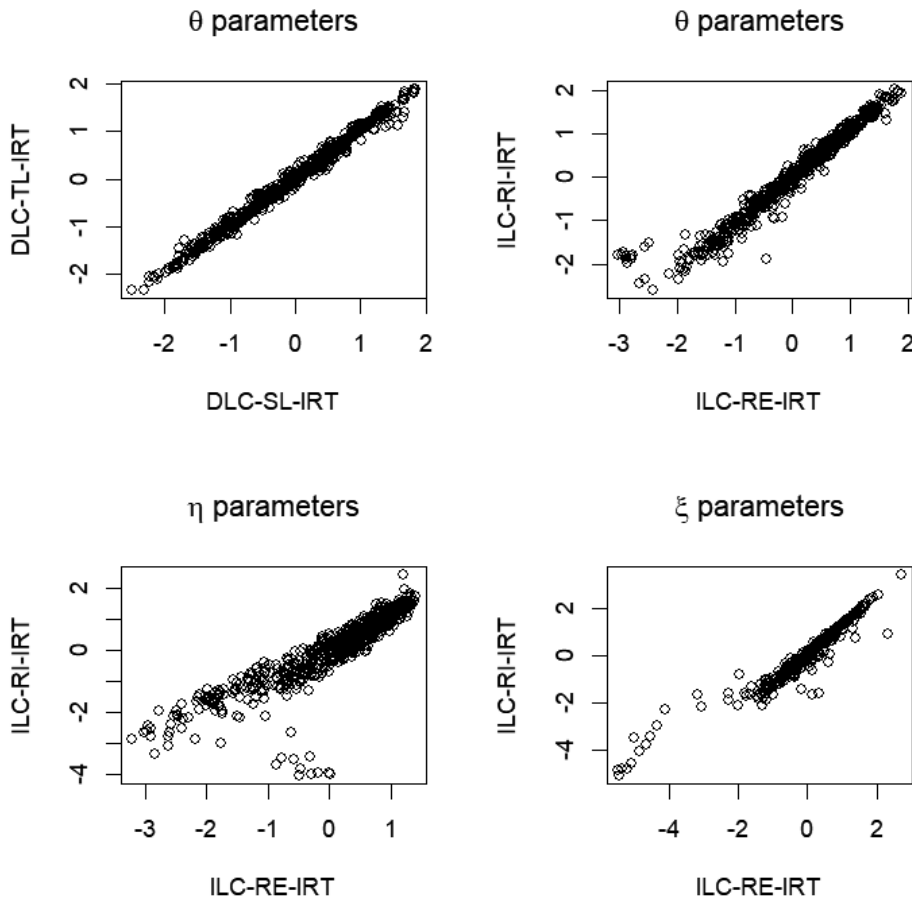 θ parameters
DLC-TL-IRT
2
1
0
-1
-2
-2 -1 0 1 2
DLC-SL-IRT
θ parameters
ILC-RI-IRT
2
1
0
-1
-2
-3 -2 -1 0 1 2
ILC-RE-IRT
η parameters
ILC-RI-IRT
2
0
-2
-4
-3 -2 -1 0 1
ILC-RE-IRT
ξ parameters
ILC-RI-IRT
2
0
-2
-4
-4 -2 0 2
ILC-RE-IRT